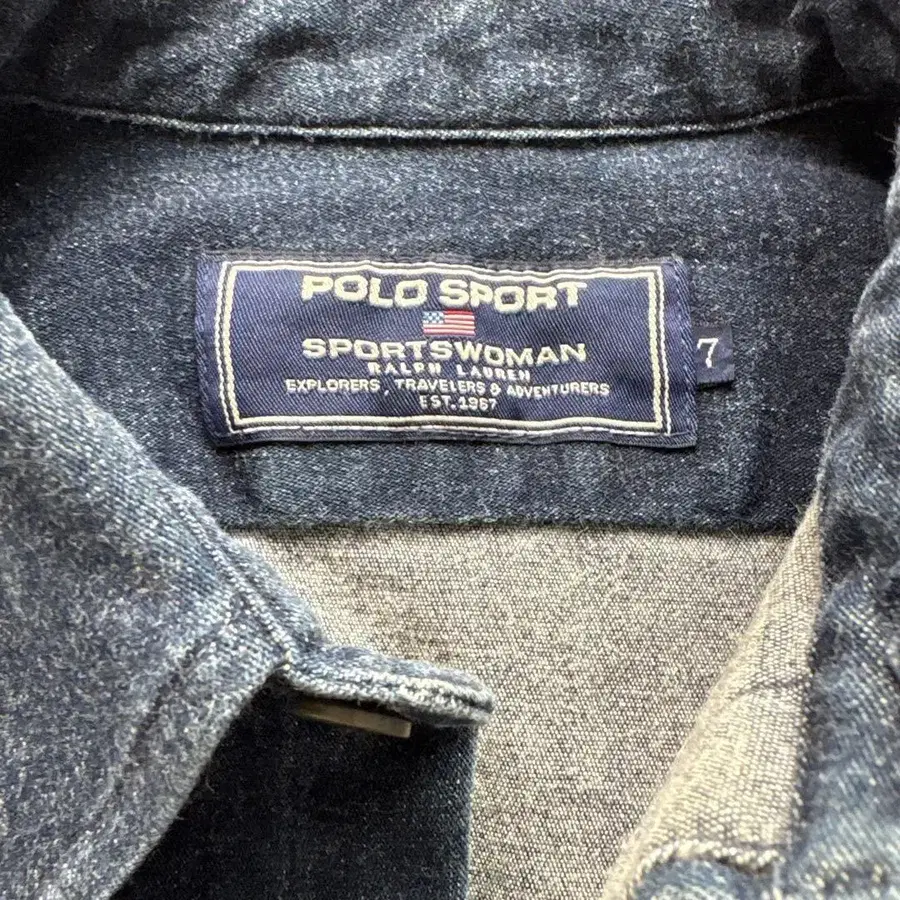 POLO SPORT
SPORTSWOMAN
RALPH LAUREN
EXPLORERS, TRAVELERS & ADVENTURERS
EST.1967
7